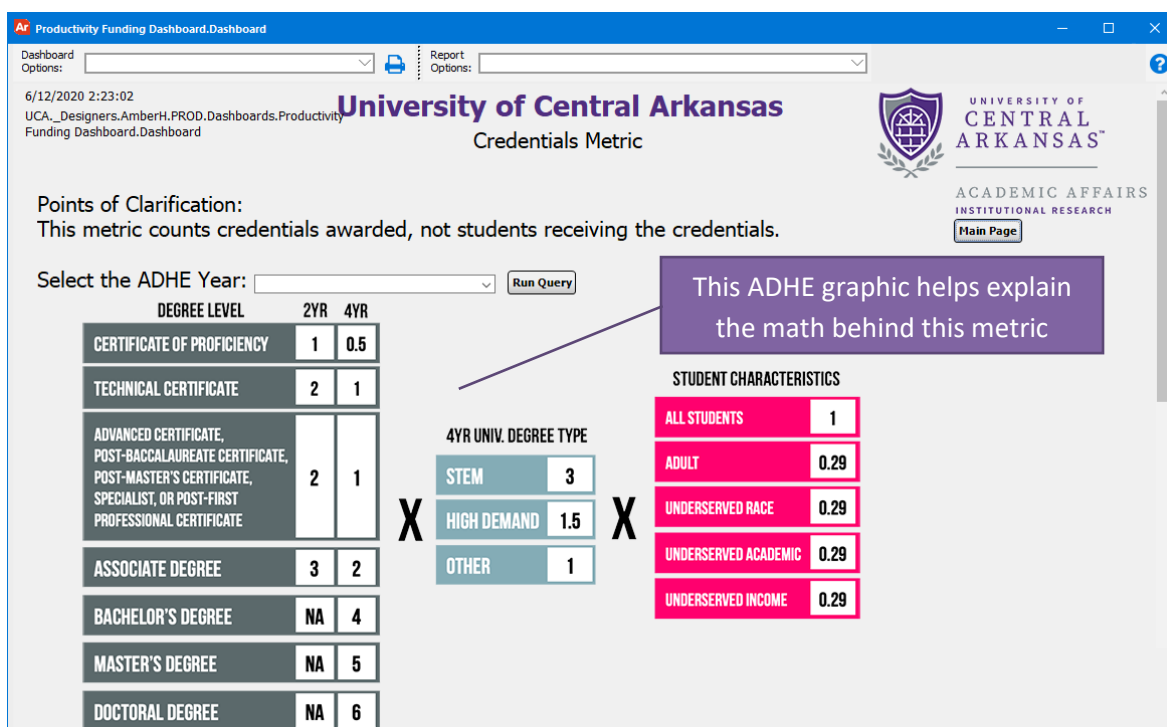 Ar Productivity Funding Dashboard.Dashboard
Dashboard
Options:
Report
Options:
?
6/12/2020 2:23:02
UCA._Designers.AmberH.PROD.Dashboards.Productivity
Funding Dashboard.Dashboard
University of Central Arkansas
Credentials Metric
UNIVERSITY OF
CENTRAL
ARKANSAS™
ACADEMIC AFFAIRS
INSTITUTIONAL RESEARCH
Main Page
Points of Clarification:
This metric counts credentials awarded, not students receiving the credentials.
Select the ADHE Year:
Run Query
This ADHE graphic helps explain
the math behind this metric
DEGREE LEVEL 2YR 4YR
CERTIFICATE OF PROFICIENCY 1 0.5
TECHNICAL CERTIFICATE 2 1
ADVANCED CERTIFICATE,
POST-BACCALAUREATE CERTIFICATE,
POST-MASTER'S CERTIFICATE,
SPECIALIST, OR POST-FIRST
PROFESSIONAL CERTIFICATE
2 1
ASSOCIATE DEGREE 3 2
BACHELOR'S DEGREE NA 4
MASTER'S DEGREE NA 5
DOCTORAL DEGREE NA 6
X
4YR UNIV. DEGREE TYPE
STEM 3
HIGH DEMAND 1.5
OTHER 1
X
STUDENT CHARACTERISTICS
ALL STUDENTS 1
ADULT 0.29
UNDERSERVED RACE 0.29
UNDERSERVED ACADEMIC 0.29
UNDERSERVED INCOME 0.29